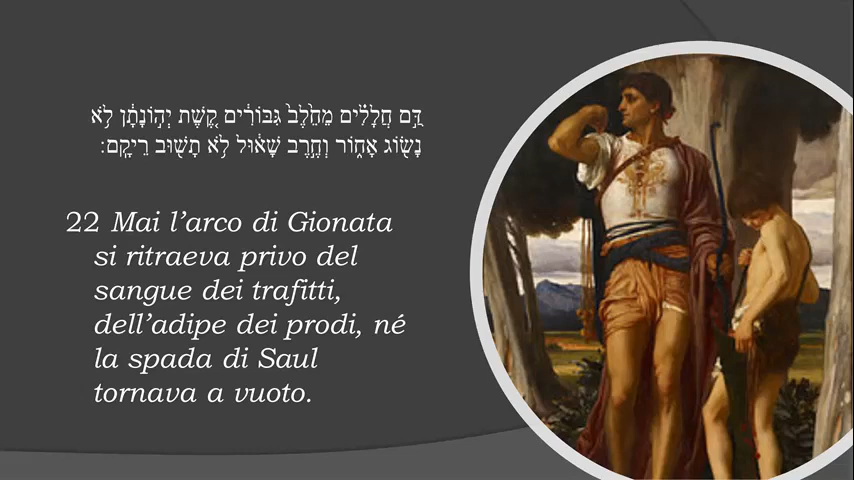 מִדַּ֣ם חֲלָלִ֗ים מֵחֵ֙לֶב֙ גִּבּוֹרִ֔ים קֶ֚שֶׁת יְה֣וֹנָתָ֔ן לֹ֥א
נָשׂ֖וֹג אָח֑וֹר וְחֶ֣רֶב שָׁא֔וּל לֹ֥א תָשׁ֖וּב רֵיקָֽם׃
22 Mai l’arco di Gionata
si ritraeva privo del
sangue dei trafitti,
dell’adipe dei prodi, né
la spada di Saul
tornava a vuoto.